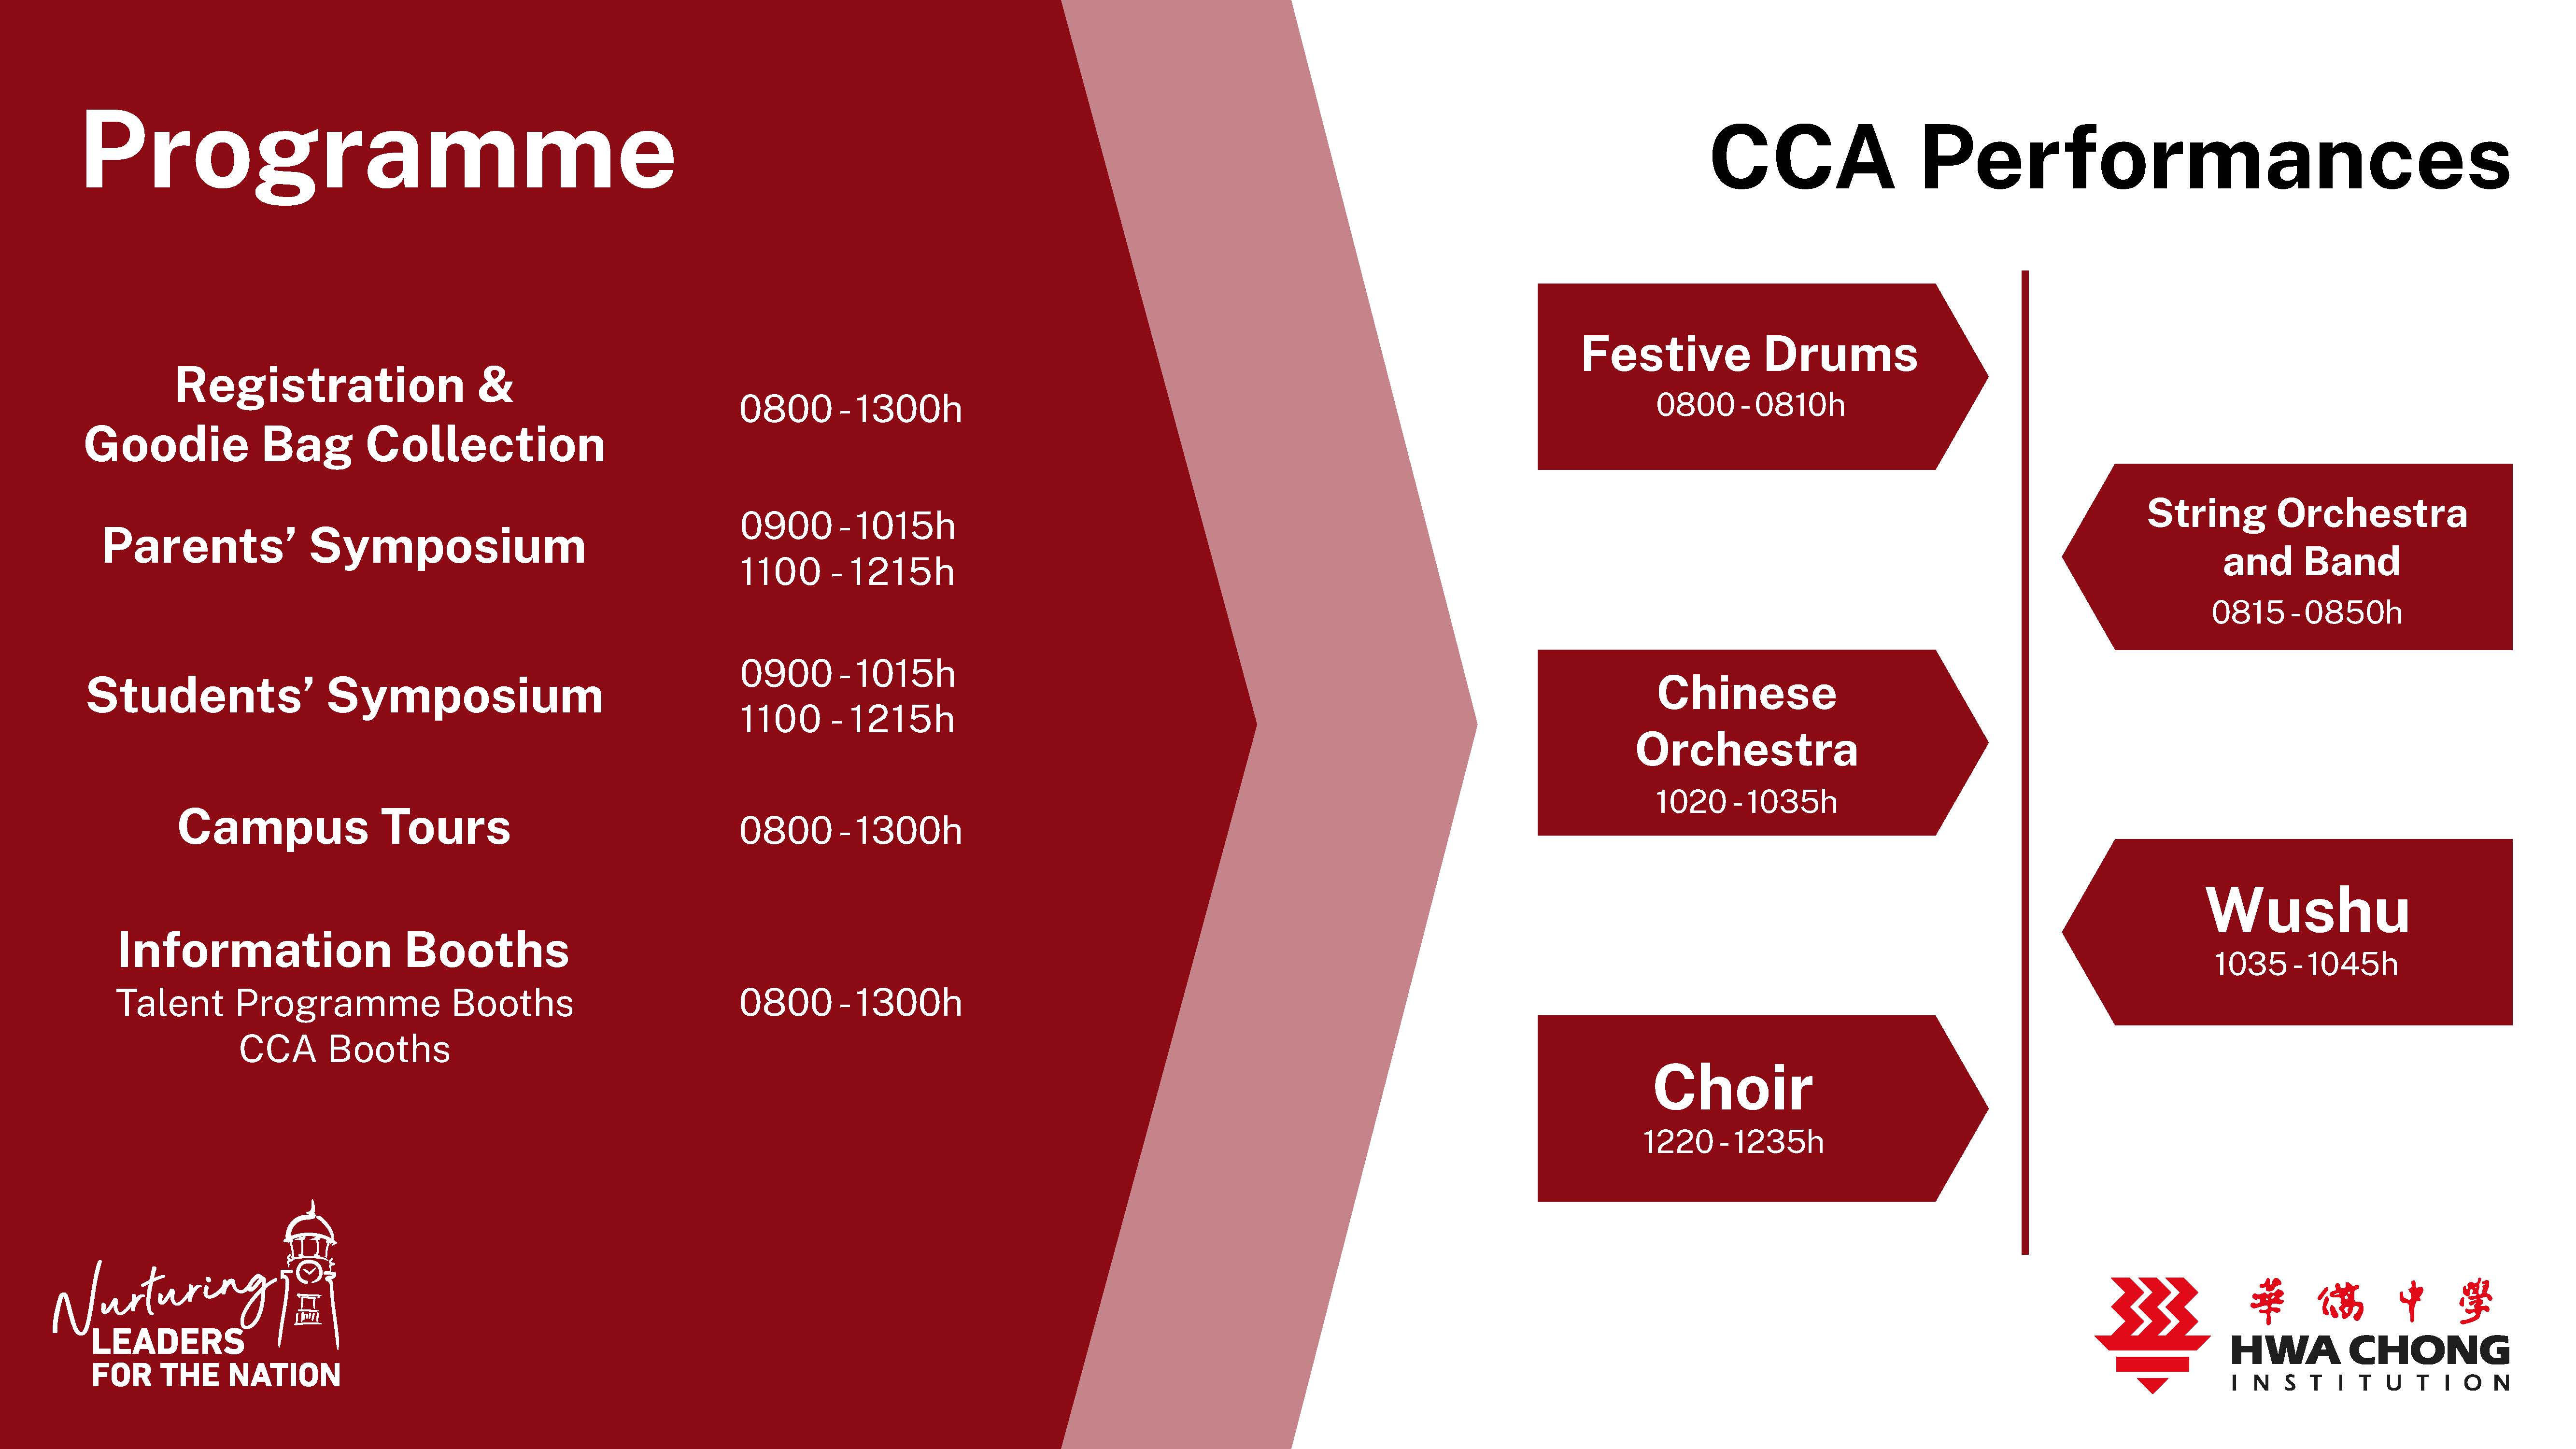 Programme
Registration &
Goodie Bag Collection
0800 - 1300h
Parents’ Symposium
0900 - 1015h
1100 - 1215h
Students’ Symposium
0900 - 1015h
1100 - 1215h
Campus Tours
0800 - 1300h
Information Booths
Talent Programme Booths
CCA Booths
0800 - 1300h
Nurturing
LEADERS
FOR THE NATION
CCA Performances
Festive Drums
0800 - 0810h
String Orchestra
and Band
0815 - 0850h
Chinese
Orchestra
1020 - 1035h
Wushu
1035 - 1045h
Choir
1220 - 1235h
華僑中學
HWA CHONG
INSTITUTION